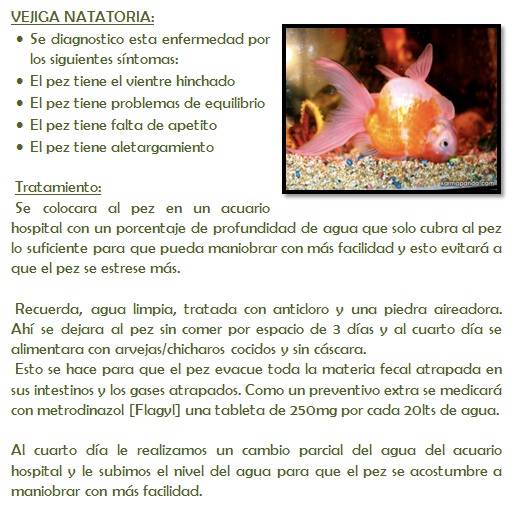 VEJIGA NATATORIA:
• Se diagnostico esta enfermedad por
los siguientes síntomas:
• El pez tiene el vientre hinchado
• El pez tiene problemas de equilibrio
• El pez tiene falta de apetito
• El pez tiene aletargamiento
karmapanda.com
Tratamiento:
Se colocara al pez en un acuario
hospital con un porcentaje de profundidad de agua que solo cubra al pez
lo suficiente para que pueda maniobrar con más facilidad y esto evitará a
que el pez se estrese más.
Recuerda, agua limpia, tratada con anticloro y una piedra aireadora.
Ahí se dejara al pez sin comer por espacio de 3 días y al cuarto día se
alimentara con arvejas/chicharos cocidos y sin cáscara.
Esto se hace para que el pez evacue toda la materia fecal atrapada en
sus intestinos y los gases atrapados. Como un preventivo extra se medicará
con metrodinazol [Flagyl] una tableta de 250mg por cada 20lts de agua.
Al cuarto día le realizamos un cambio parcial del agua del acuario
hospital y le subimos el nivel del agua para que el pez se acostumbre a
maniobrar con más facilidad.